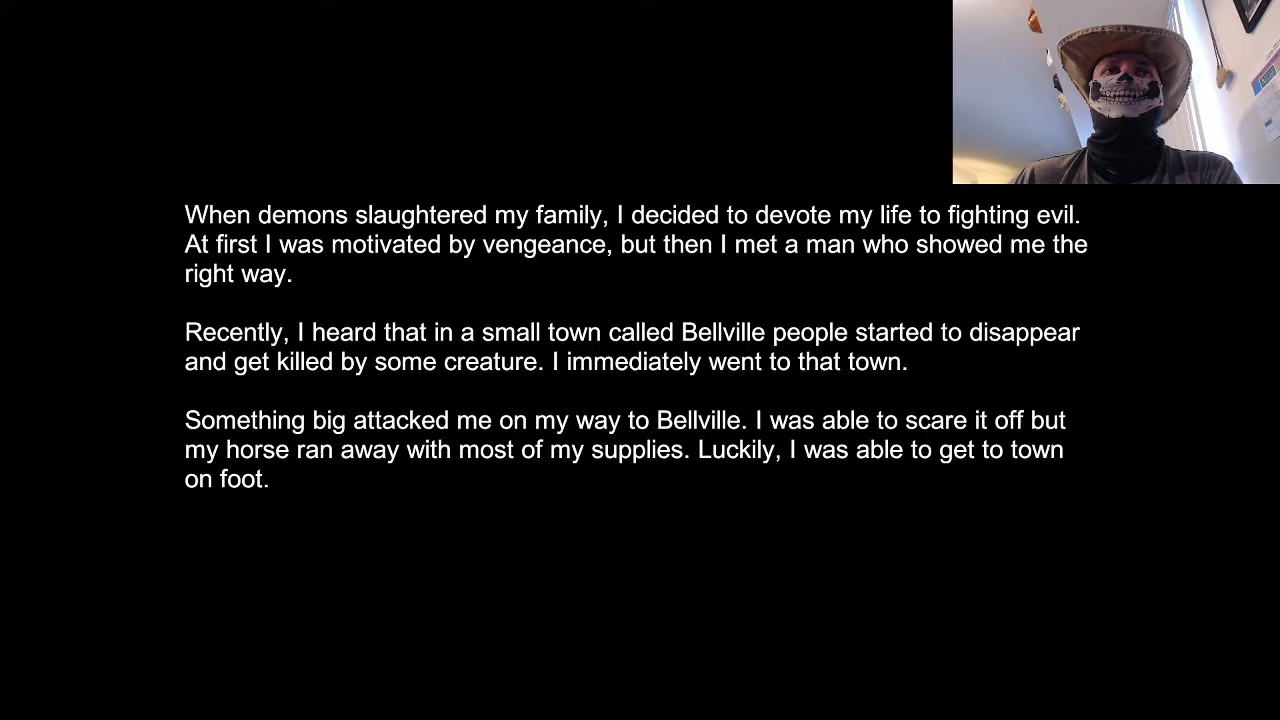 When demons slaughtered my family, I decided to devote my life to fighting evil.
At first I was motivated by vengeance, but then I met a man who showed me the
right way.
Recently, I heard that in a small town called Bellville people started to disappear
and get killed by some creature. I immediately went to that town.
Something big attacked me on my way to Bellville. I was able to scare it off but
my horse ran away with most of my supplies. Luckily, I was able to get to town
on foot.